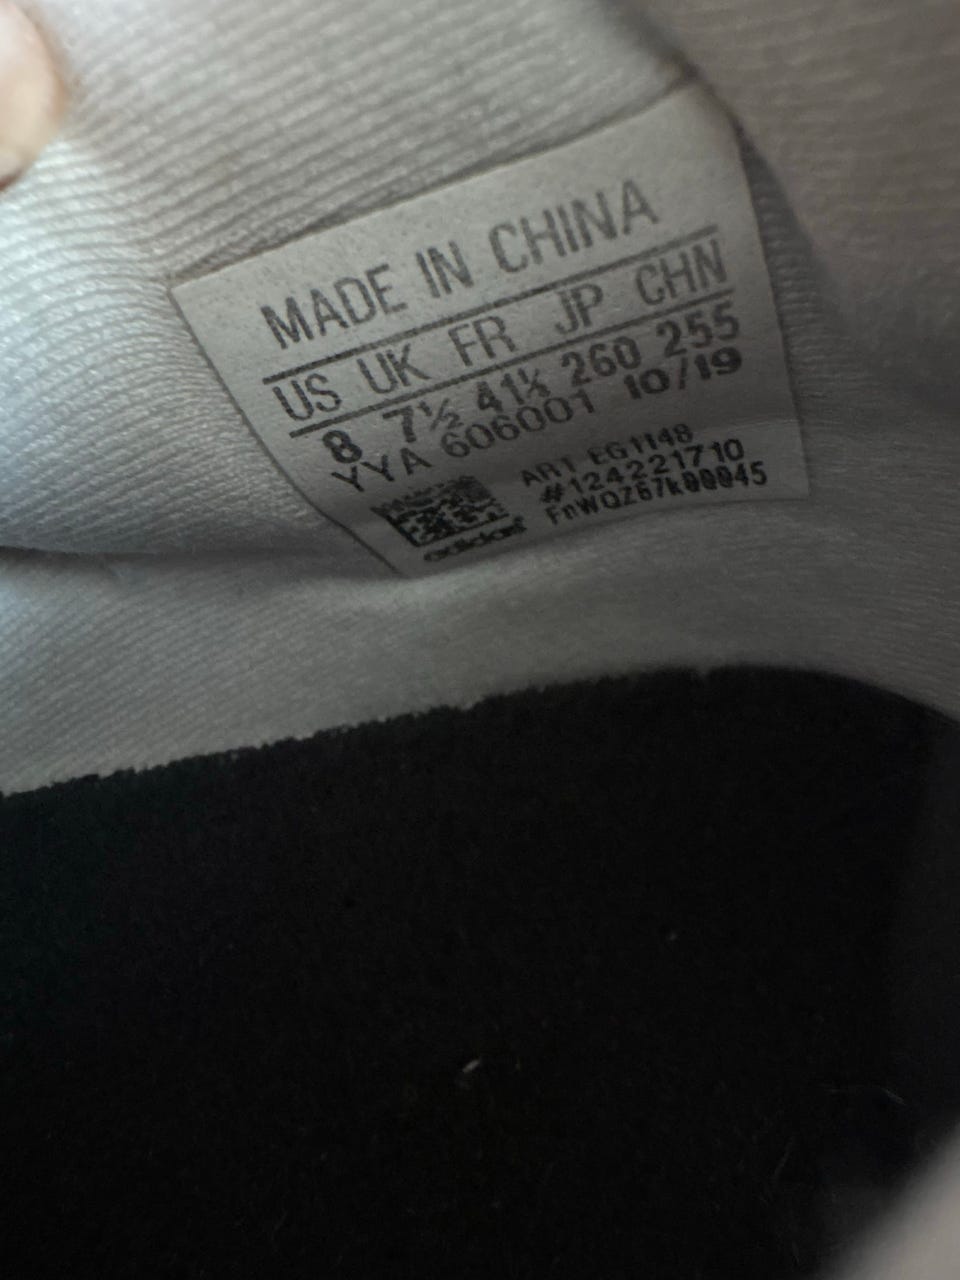 MADE IN CHINA
US UK FR JP CHN
8 7½ 41⅓ 260 255
YYA 606001 10/19
ART EG1148
#124221710
FnWQZ67k00045
adidas